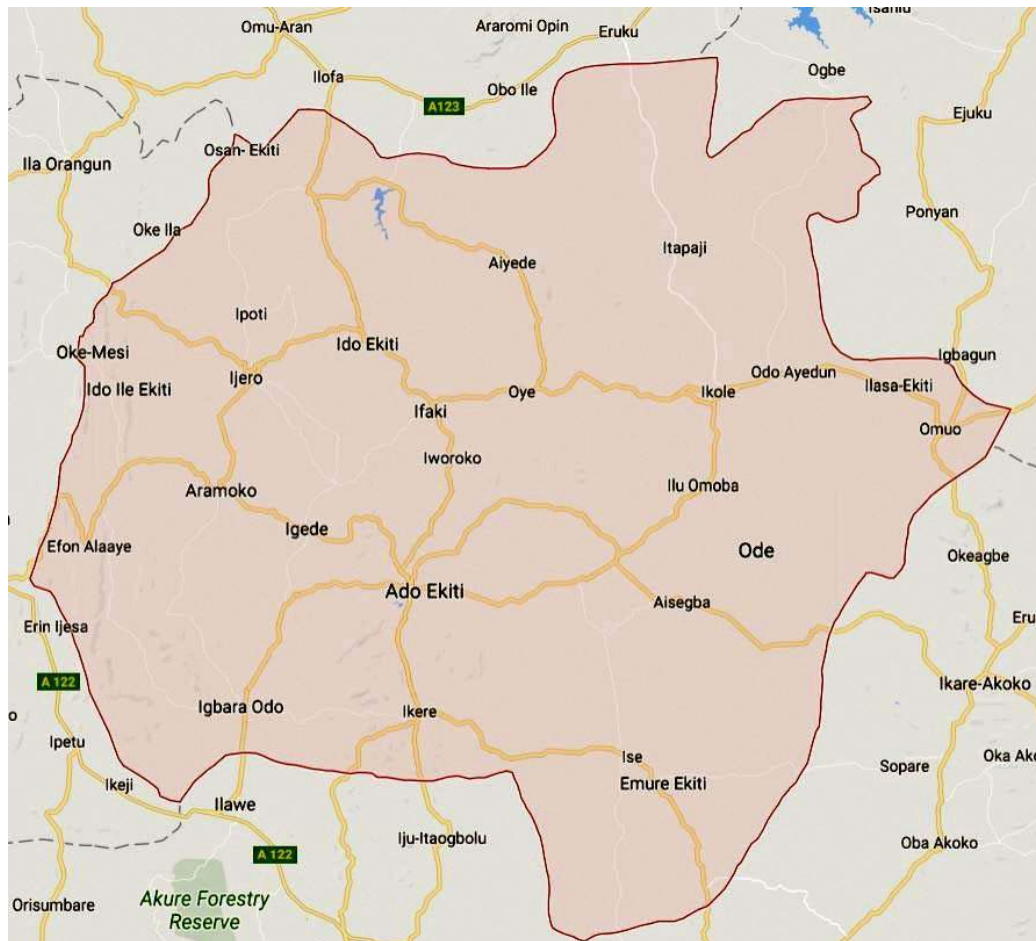 Isanlu
Omu-Aran
Araromi Opin
Eruku
Ilofa
Ogbe
Obo Ile
A123
Ejuku
Osan- Ekiti
Ila Orangun
Ponyan
Oke Ila
Itapaji
Aiyede
Ipoti
Ido Ekiti
Oke-Mesi
Igbagun
Odo Ayedun
Ijero
Ilasa-Ekiti
Ido Ile Ekiti
Oye
Ikole
Ifaki
Omuo
Iworoko
Ilu Omoba
Aramoko
Igede
Efon Alaaye
Ode
Okeagbe
Ado Ekiti
Aisegba
Eru
Erin Ijesa
A 122
Ikare-Akoko
Igbara Odo
Ikere
o
Ipetu
Ise
Oka Ako
Sopare
Ikeji
Emure Ekiti
Ilawe
Iju-Itaogbolu
Oba Akoko
A 122
Akure Forestry
Reserve
Orisumbare